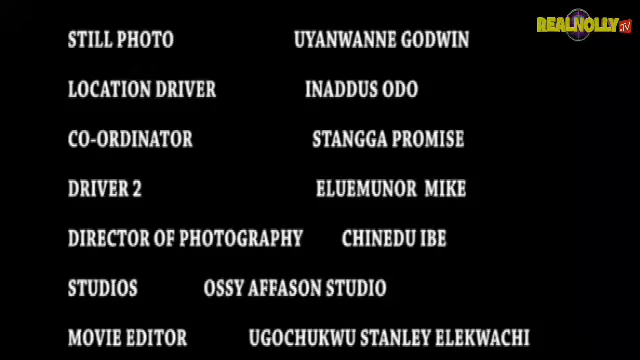 REALNOLLY.TV
STILL PHOTO UYANWANNE GODWIN
LOCATION DRIVER INADDUS ODO
CO-ORDINATOR STANGGA PROMISE
DRIVER 2 ELUEMUNOR MIKE
DIRECTOR OF PHOTOGRAPHY CHINEDU IBE
STUDIOS OSSY AFFASON STUDIO
MOVIE EDITOR UGOCHUKWU STANLEY ELEKWACHI